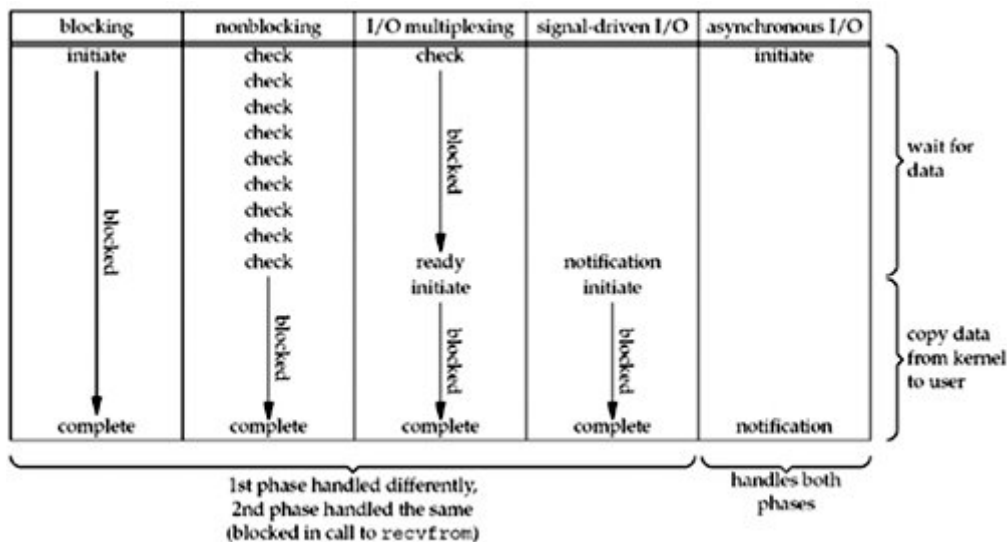 blocking nonblocking I/O multiplexing signal-driven I/O asynchronous I/O
initiate check check initiate
check
check
check
check
check
check
check
check ready notification
initiate initiate
blocked
blocked
blocked
blocked
blocked
complete complete complete complete notification
wait for
data
copy data
from kernel
to user
1st phase handled differently,
2nd phase handled the same
(blocked in call to recvfrom)
handles both
phases